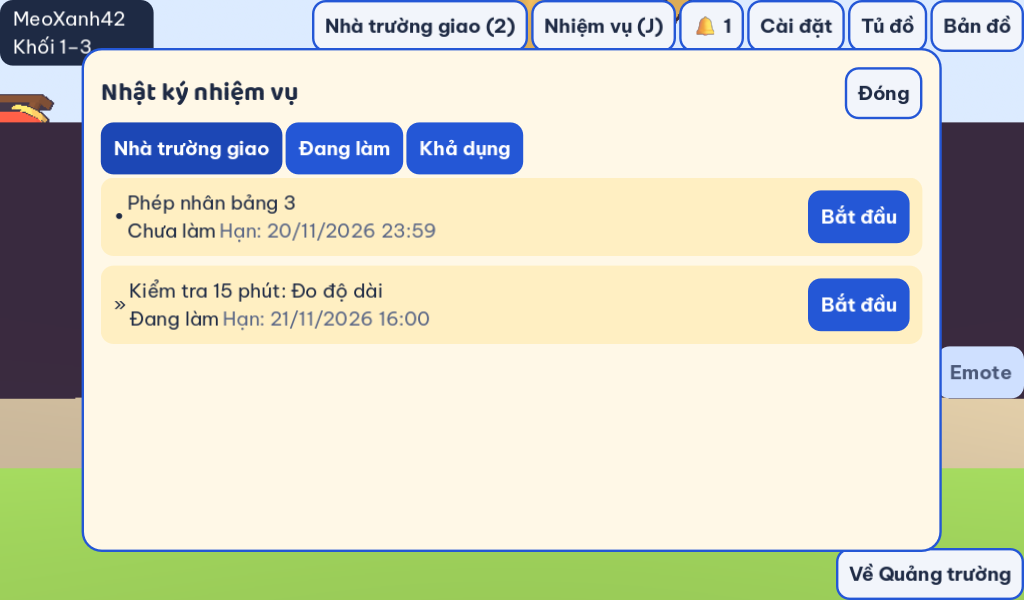 MeoXanh42
Khối 1–3
Nhà trường giao (2)
Nhiệm vụ (J)
🔔 1
Cài đặt
Tủ đồ
Bản đồ
Nhật ký nhiệm vụ
Đóng
Nhà trường giao
Đang làm
Khả dụng
• Phép nhân bảng 3
Chưa làm Hạn: 20/11/2026 23:59
Bắt đầu
» Kiểm tra 15 phút: Đo độ dài
Đang làm Hạn: 21/11/2026 16:00
Bắt đầu
Emote
Về Quảng trường